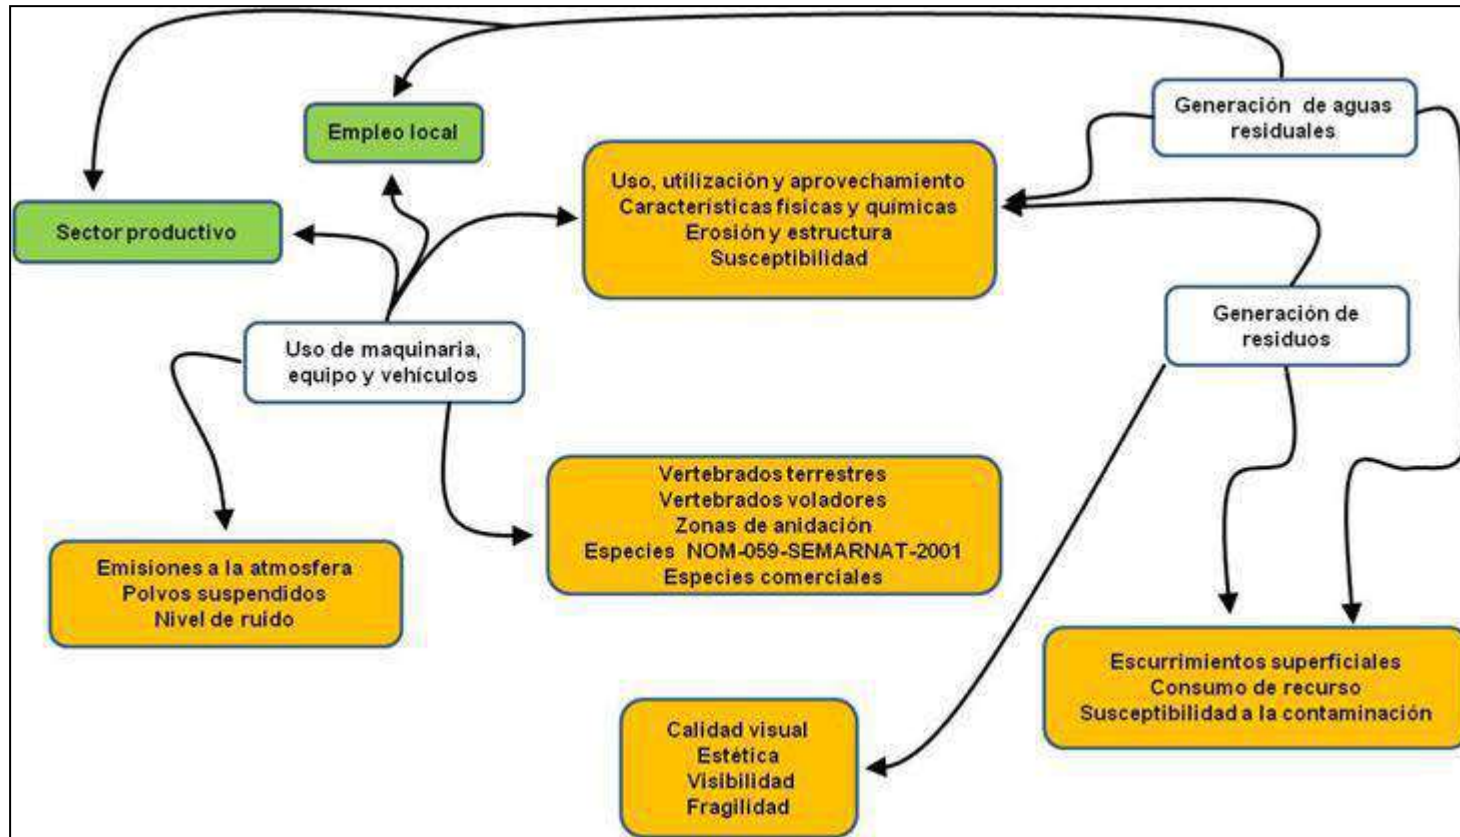 Generación de aguas
residuales
Empleo local
Uso, utilización y aprovechamiento
Características físicas y químicas
Erosión y estructura
Susceptibilidad
Sector productivo
Generación de
residuos
Uso de maquinaria,
equipo y vehículos
Vertebrados terrestres
Vertebrados voladores
Zonas de anidación
Especies NOM-059-SEMARNAT-2001
Especies comerciales
Emisiones a la atmosfera
Polvos suspendidos
Nivel de ruido
Escurrimientos superficiales
Consumo de recurso
Susceptibilidad a la contaminación
Calidad visual
Estética
Visibilidad
Fragilidad